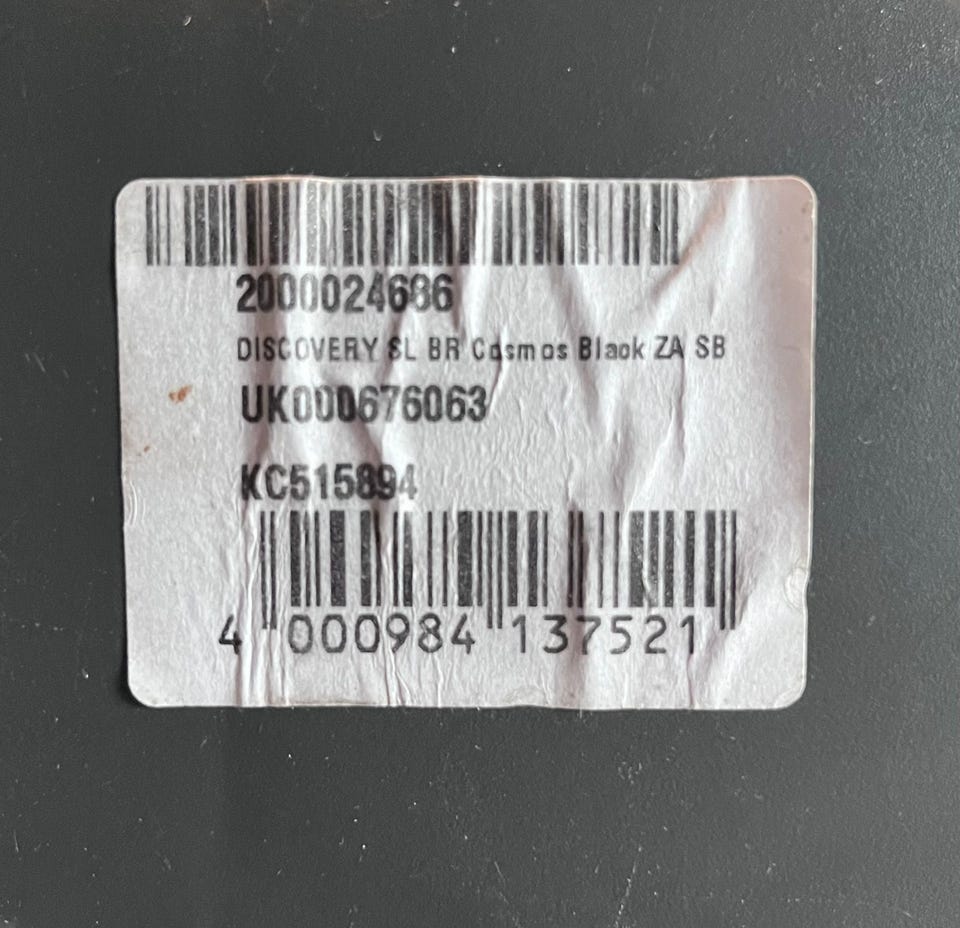 2000024686
DISCOVERY SL BR Cosmos Black ZA SB
UK000676063
KC515894
4 000984 137521